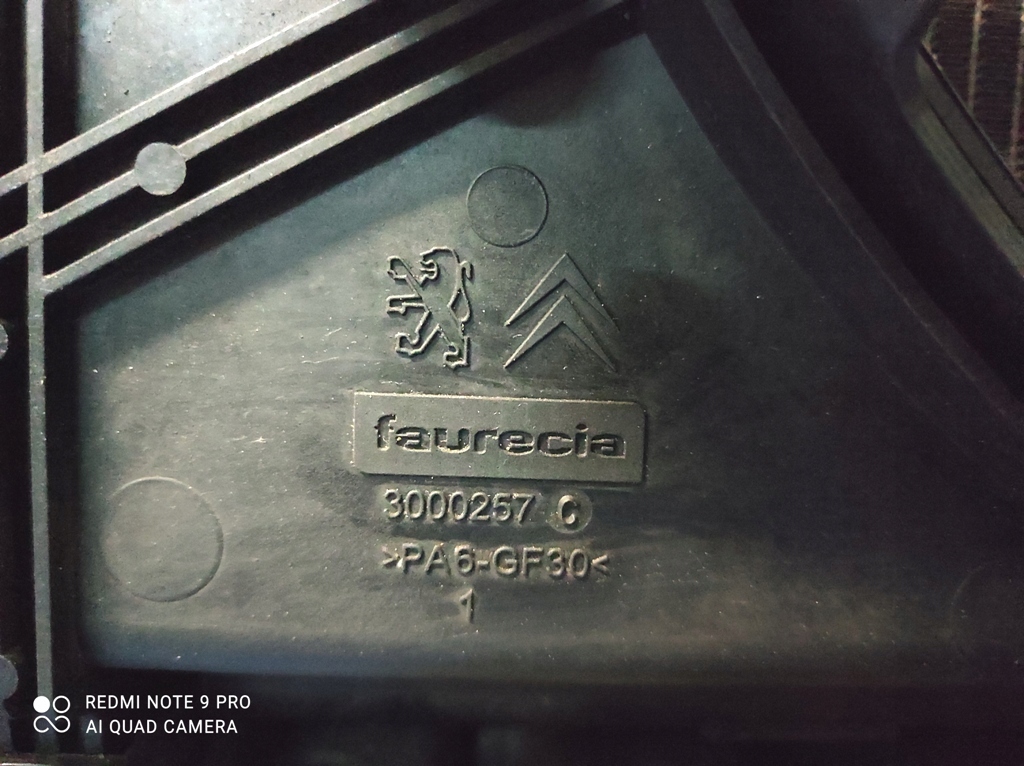 faurecia
3000257 C
>PA6-GF30<
1
REDMI NOTE 9 PRO
AI QUAD CAMERA